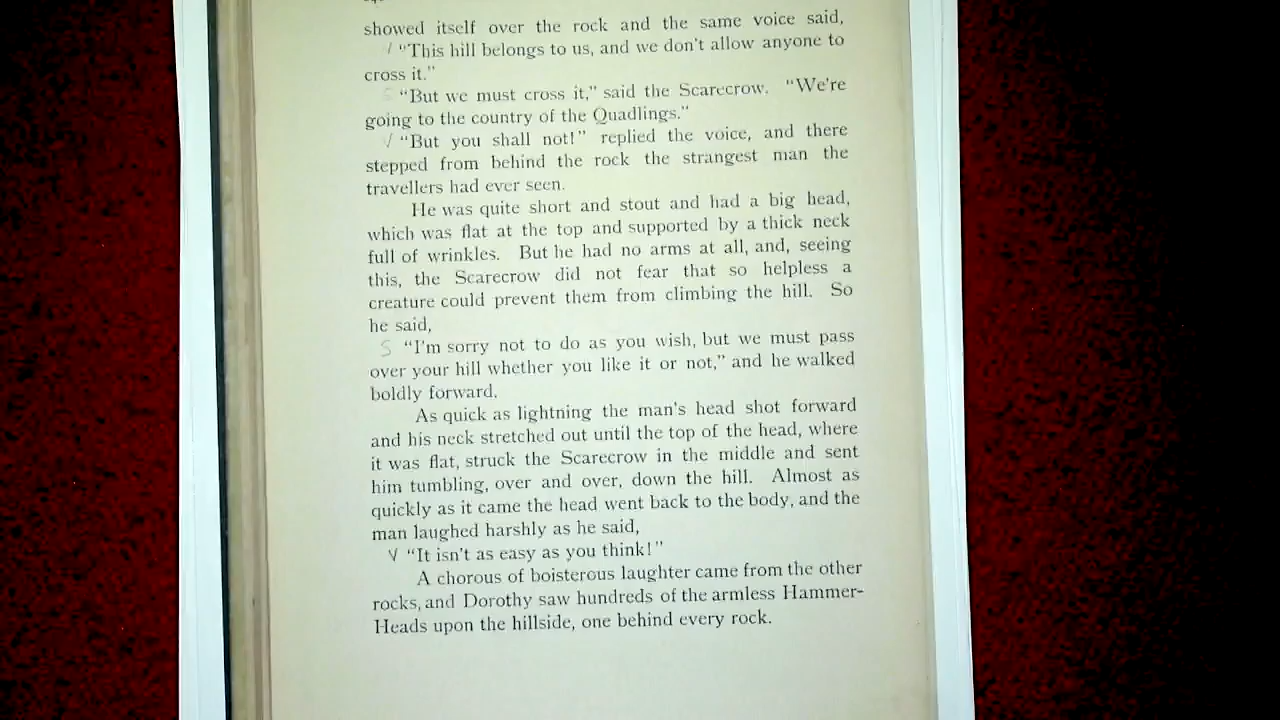 showed itself over the rock and the same voice said,
"This hill belongs to us, and we don't allow anyone to
cross it."
"But we must cross it," said the Scarecrow. "We're
going to the country of the Quadlings."
"But you shall not!" replied the voice, and there
stepped from behind the rock the strangest man the
travellers had ever seen.
He was quite short and stout and had a big head,
which was flat at the top and supported by a thick neck
full of wrinkles. But he had no arms at all, and, seeing
this, the Scarecrow did not fear that so helpless a
creature could prevent them from climbing the hill. So
he said,
S "I'm sorry not to do as you wish, but we must pass
over your hill whether you like it or not," and he walked
boldly forward.
As quick as lightning the man's head shot forward
and his neck stretched out until the top of the head, where
it was flat, struck the Scarecrow in the middle and sent
him tumbling, over and over, down the hill. Almost as
quickly as it came the head went back to the body, and the
man laughed harshly as he said,
V "It isn't as easy as you think!"
A chorous of boisterous laughter came from the other
rocks, and Dorothy saw hundreds of the armless Hammer-
Heads upon the hillside, one behind every rock.